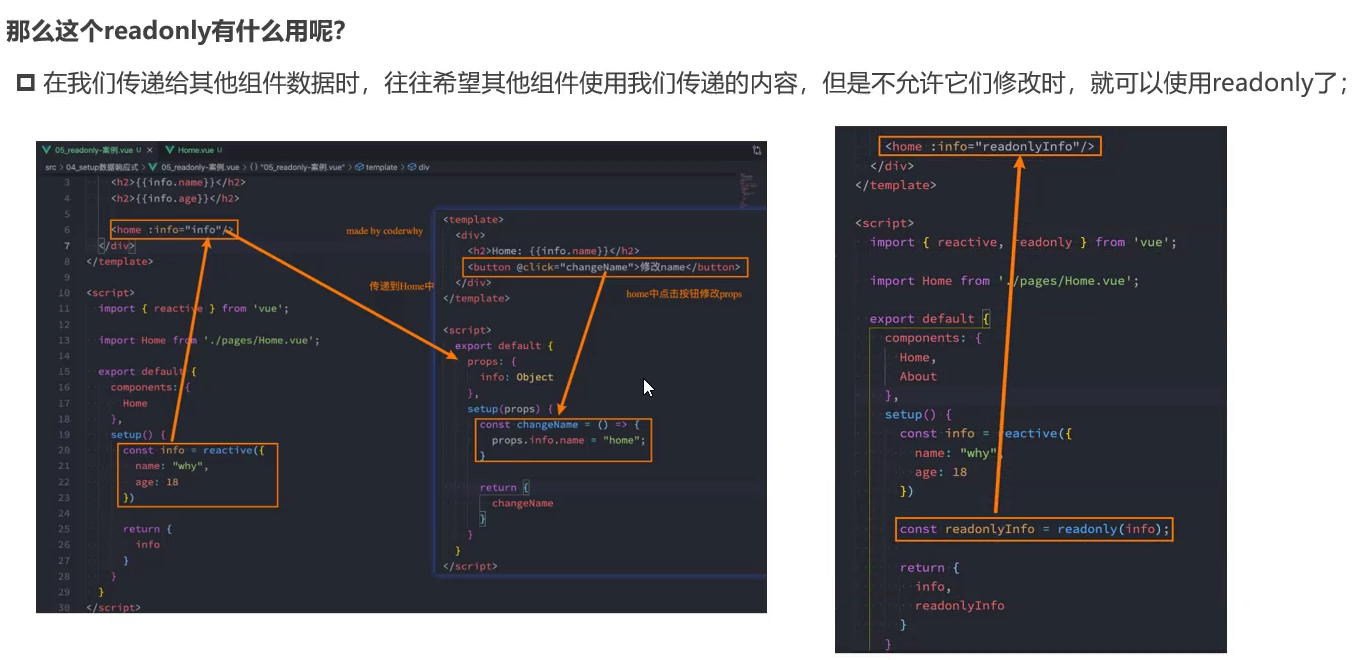 那么这个readonly有什么用呢？
在我们传递给其他组件数据时，往往希望其他组件使用我们传递的内容，但是不允许它们修改时，就可以使用readonly了；
05_readonly-案例.vue U × Home.vue U
src > 04_setup数据响应式 > 05_readonly-案例.vue > {} "05_readonly-案例.vue" > template > div
3 <h2>{{info.name}}</h2>
4 <h2>{{info.age}}</h2>
5
6 <home :info="info"/>
7 </div>
8 </template>
9
10 <script>
11 import { reactive } from 'vue';
12
13 import Home from './pages/Home.vue';
14
15 export default {
16 components: {
17 Home
18 },
19 setup() {
20 const info = reactive({
21 name: "why",
22 age: 18
23 })
24
25 return {
26 info
27 }
28 }
29 }
30 </script>
made by coderwhy
传递到Home中
<template>
<div>
<h2>Home: {{info.name}}</h2>
<button @click="changeName">修改name</button>
</div>
</template>
home中点击按钮修改props
<script>
export default {
props: {
info: Object
},
setup(props) {
const changeName = () => {
props.info.name = "home";
}
return {
changeName
}
}
}
</script>
<home :info="readonlyInfo"/>
</div>
</template>
<script>
import { reactive, readonly } from 'vue';
import Home from './pages/Home.vue';
export default {
components: {
Home,
About
},
setup() {
const info = reactive({
name: "why",
age: 18
})
const readonlyInfo = readonly(info);
return {
info,
readonlyInfo
}
}